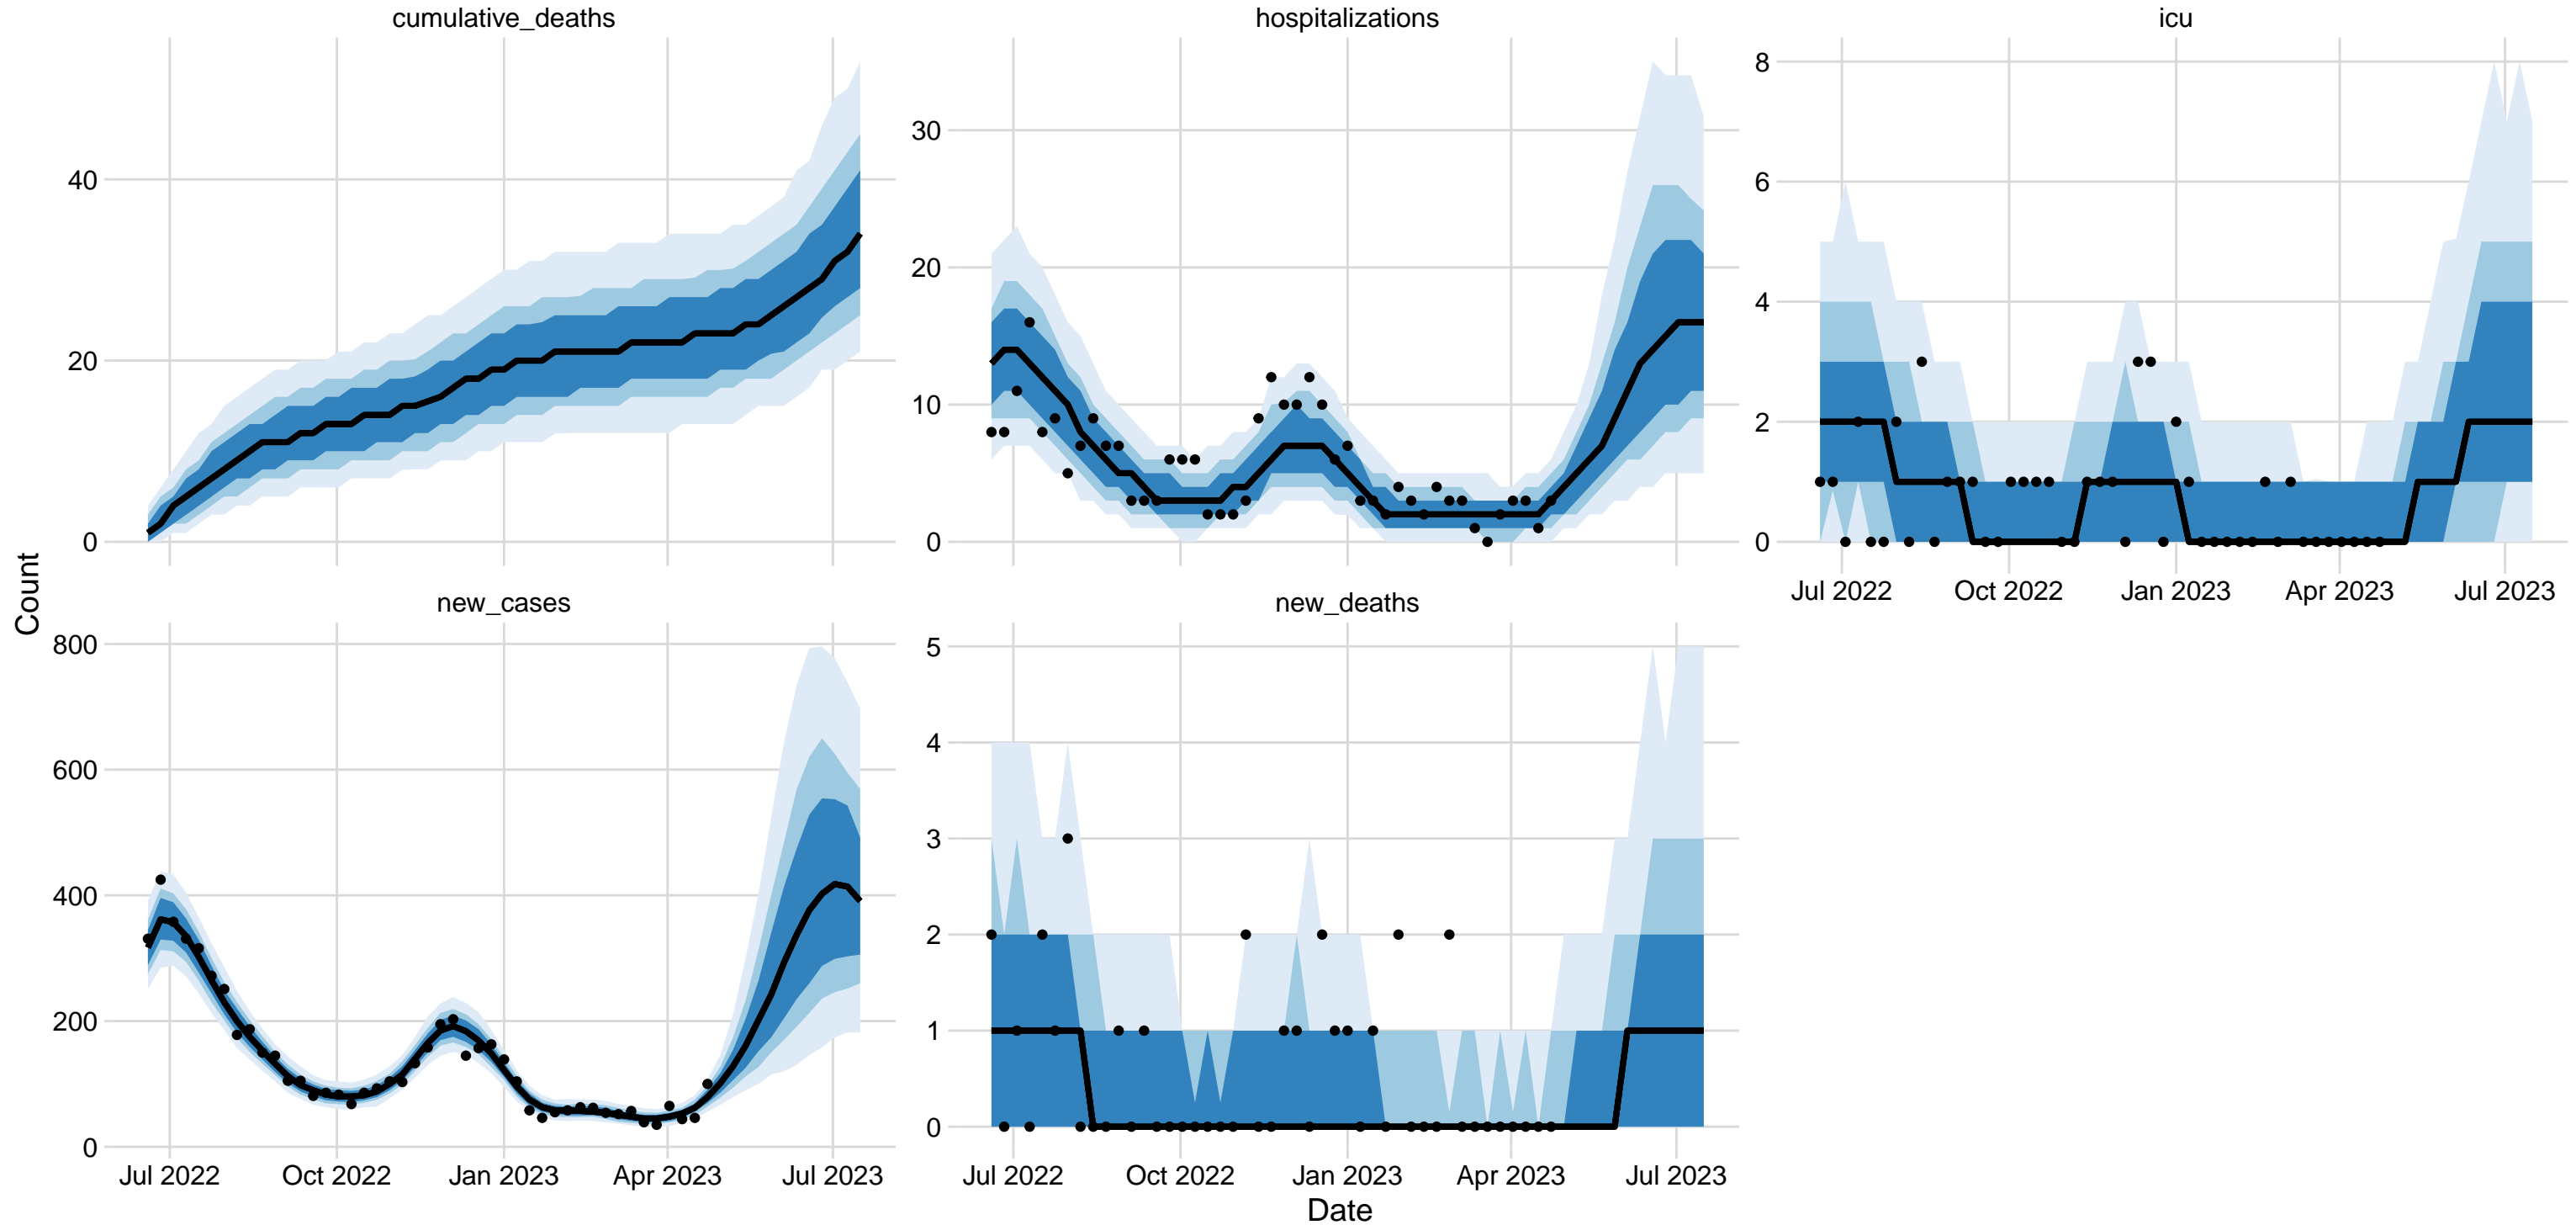 cumulative_deaths
hospitalizations
icu
40
20
0
30
20
10
0
8
6
4
2
0
Jul 2022 Oct 2022 Jan 2023 Apr 2023 Jul 2023
Count
new_cases
new_deaths
800
600
400
200
0
Jul 2022 Oct 2022 Jan 2023 Apr 2023 Jul 2023
5
4
3
2
1
0
Jul 2022 Oct 2022 Jan 2023 Apr 2023 Jul 2023
Date